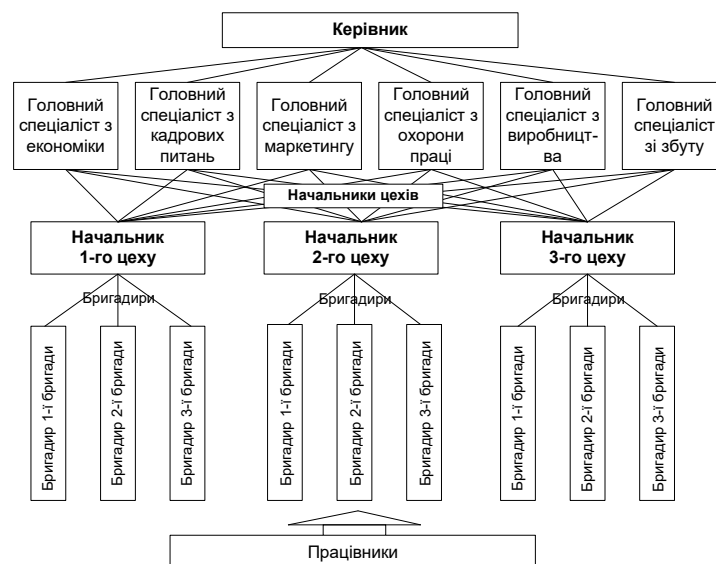 Керівник
Головний
спеціаліст з
економіки
Головний
спеціаліст з
кадрових
питань
Головний
спеціаліст з
маркетингу
Головний
спеціаліст з
охорони
праці
Головний
спеціаліст з
виробницт-
ва
Головний
спеціаліст
зі збуту
Начальники цехів
Начальник
1-го цеху
Начальник
2-го цеху
Начальник
3-го цеху
Бригадири
Бригадири
Бригадири
Бригадир 1-ї бригади
Бригадир 2-ї бригади
Бригадир 3-ї бригади
Бригадир 1-ї бригади
Бригадир 2-ї бригади
Бригадир 3-ї бригади
Бригадир 1-ї бригади
Бригадир 2-ї бригади
Бригадир 3-ї бригади
Працівники